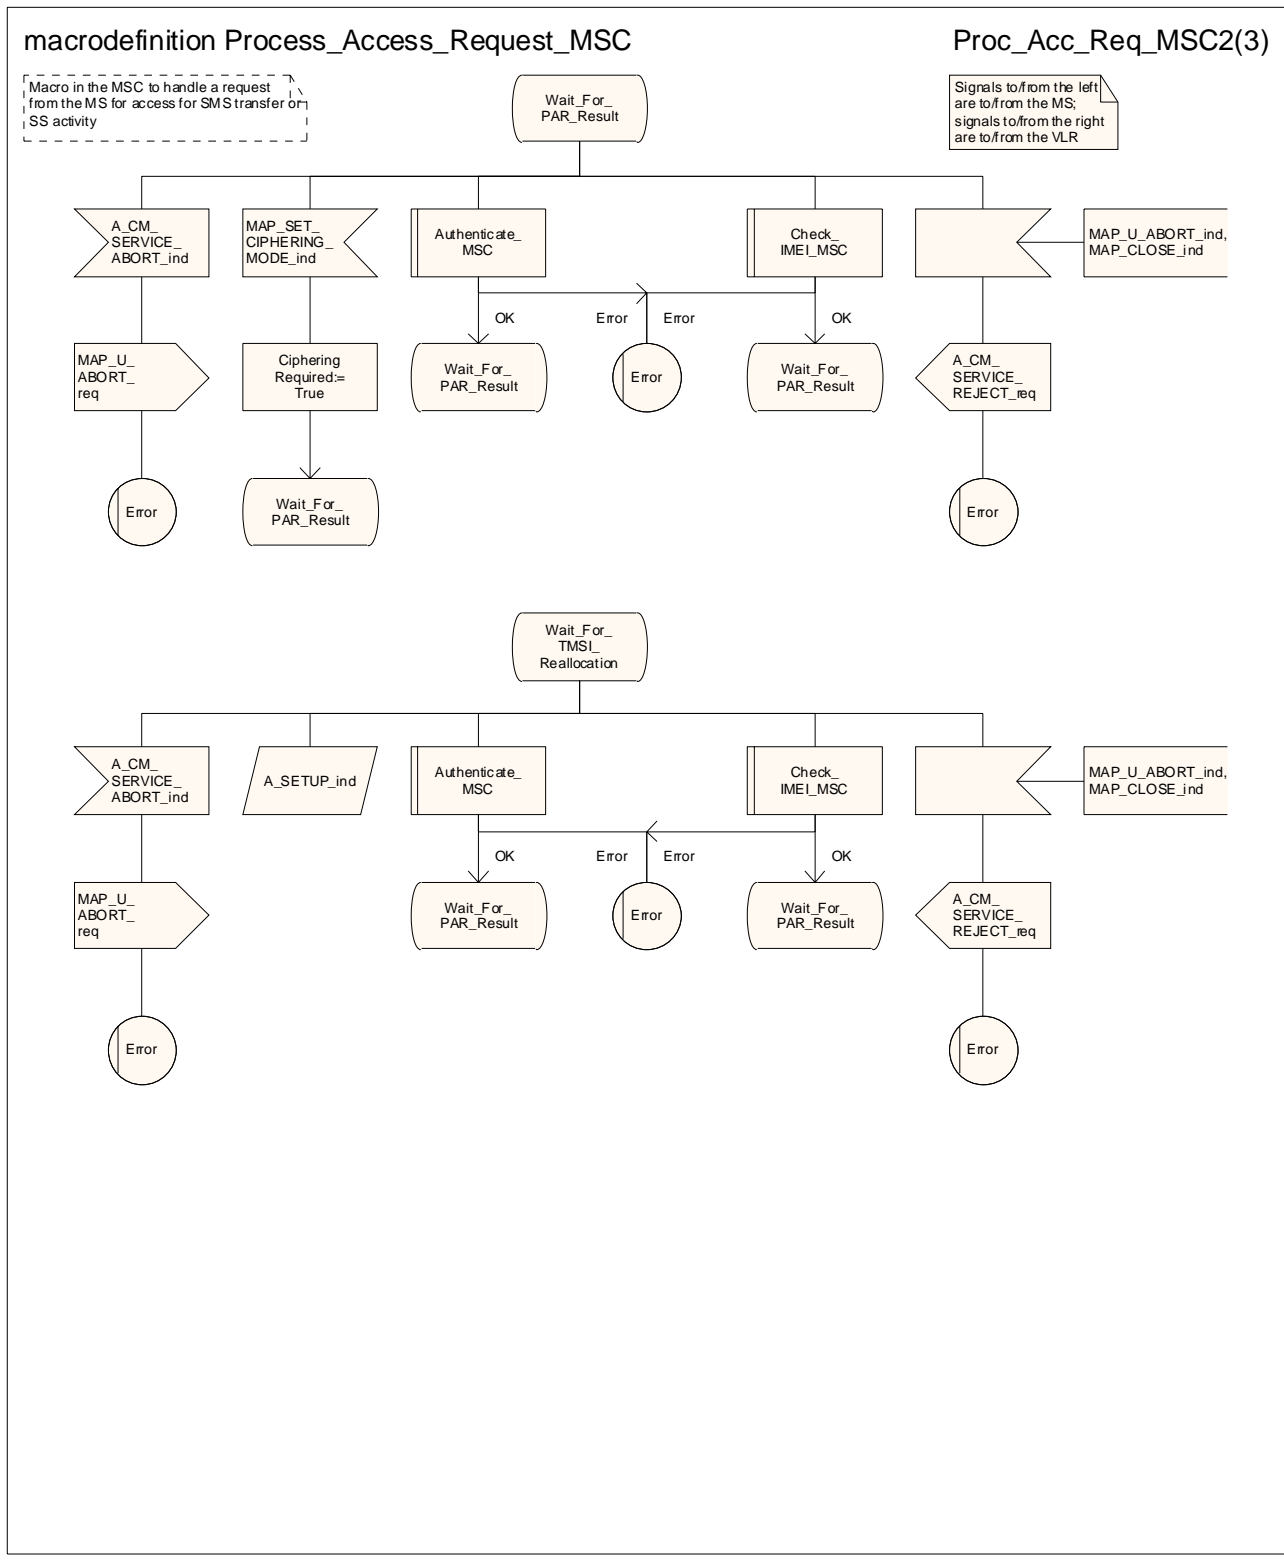 macrodefinition Process_Access_Request_MSC
Proc_Acc_Req_MSC2(3)
Macro in the MSC to handle a request
from the MS for access for SMS transfer or
SS activity
Wait_For_
PAR_Result
Signals to/from the left
are to/from the MS;
signals to/from the right
are to/from the VLR
A_CM_
SERVICE_
ABORT_ind
MAP_SET_
CIPHERING_
MODE_ind
Authenticate_
MSC
Check_
IMEI_MSC
MAP_U_ABORT_ind,
MAP_CLOSE_ind
OK
Error
Error
OK
MAP_U_
ABORT_
req
Ciphering
Required:=
True
Wait_For_
PAR_Result
Error
Wait_For_
PAR_Result
A_CM_
SERVICE_
REJECT_req
Error
Wait_For_
PAR_Result
Error
Wait_For_
TMSI_
Reallocation
A_CM_
SERVICE_
ABORT_ind
A_SETUP_ind
Authenticate_
MSC
Check_
IMEI_MSC
MAP_U_ABORT_ind,
MAP_CLOSE_ind
OK
Error
Error
OK
MAP_U_
ABORT_
req
Wait_For_
PAR_Result
Error
Wait_For_
PAR_Result
A_CM_
SERVICE_
REJECT_req
Error
Error